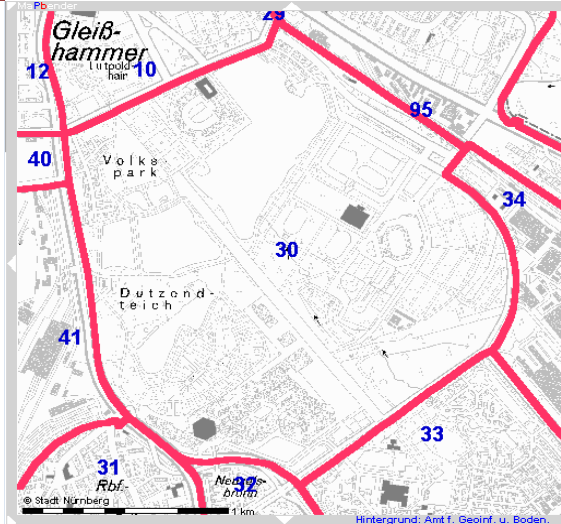 MaPbender
29
Gleiß-
hammer
12
10
Luitpold-
hain
95
40
Volks
park
34
30
Dutzend-
teich
41
33
31
Rbf.-
32
© Stadt Nürnberg
1 km
Hintergrund: Amt f. Geoinf. u. Boden.